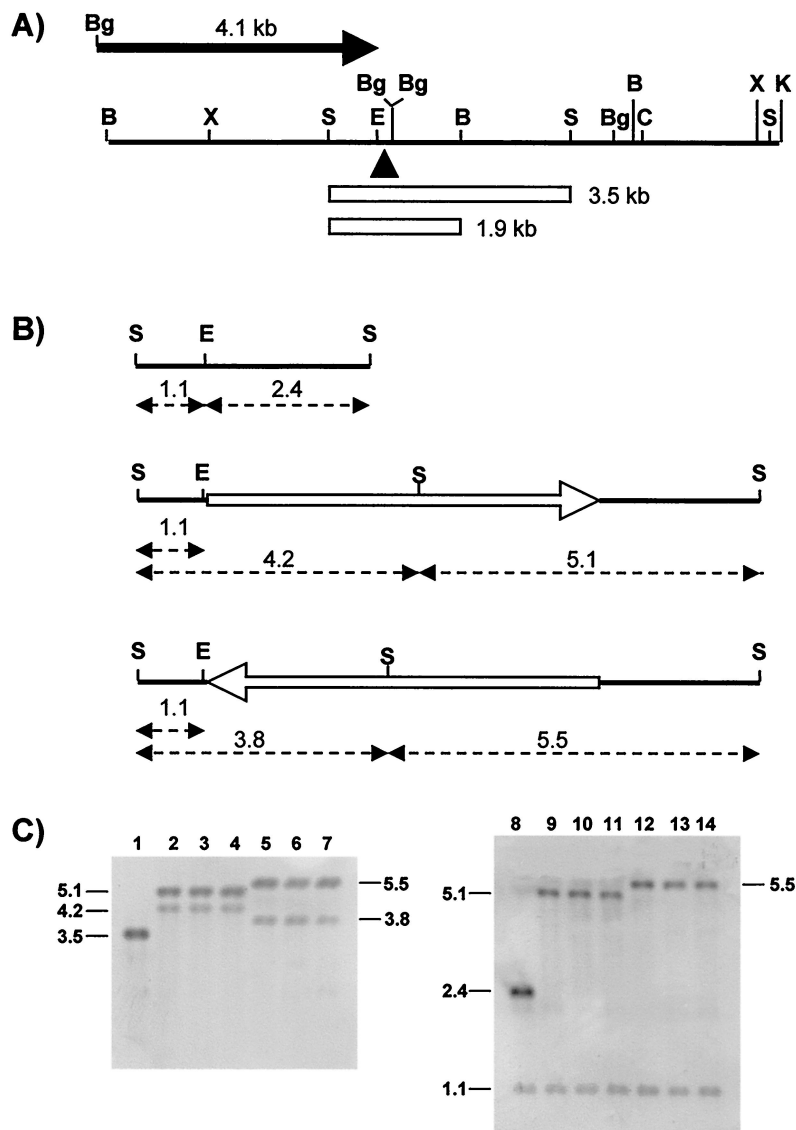 A)
Bg 4.1 kb
Bg Bg B X K
B X S E B S Bg C S
3.5 kb
1.9 kb
B)
S E S
1.1 2.4
S E S S
1.1
4.2 5.1
S E S S
1.1
3.8 5.5
C)
1 2 3 4 5 6 7
5.1
4.2
3.5
5.5
3.8
8 9 10 11 12 13 14
5.1
2.4
1.1
5.5